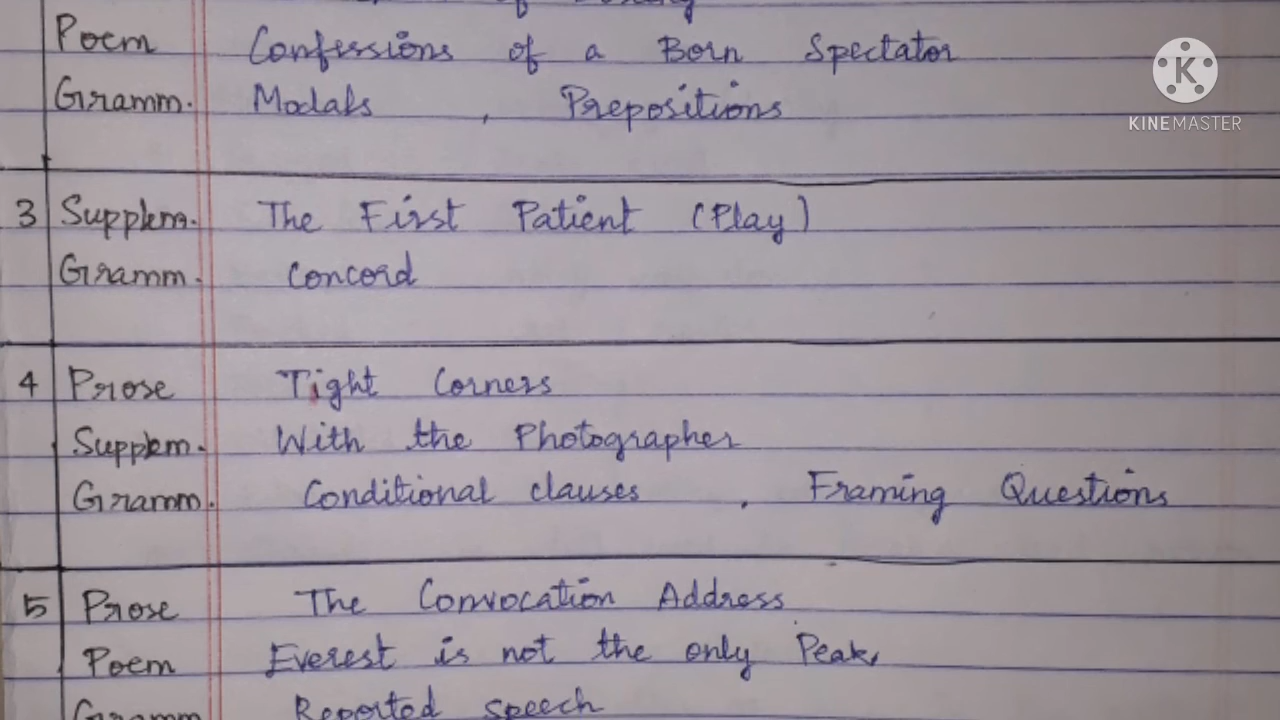 of
Poem Confessions of a Born Spectator
Gramm. Modals , Prepositions
K
KINEMASTER
3 Supplem. The First Patient (Play)
Gramm. Concord
4 Prose Tight Corners
Supplem. With the Photographer
Gramm. Conditional clauses , Framing Questions
5 Prose The Convocation Address
Poem Everest is not the only Peak,
Gramm Reported speech